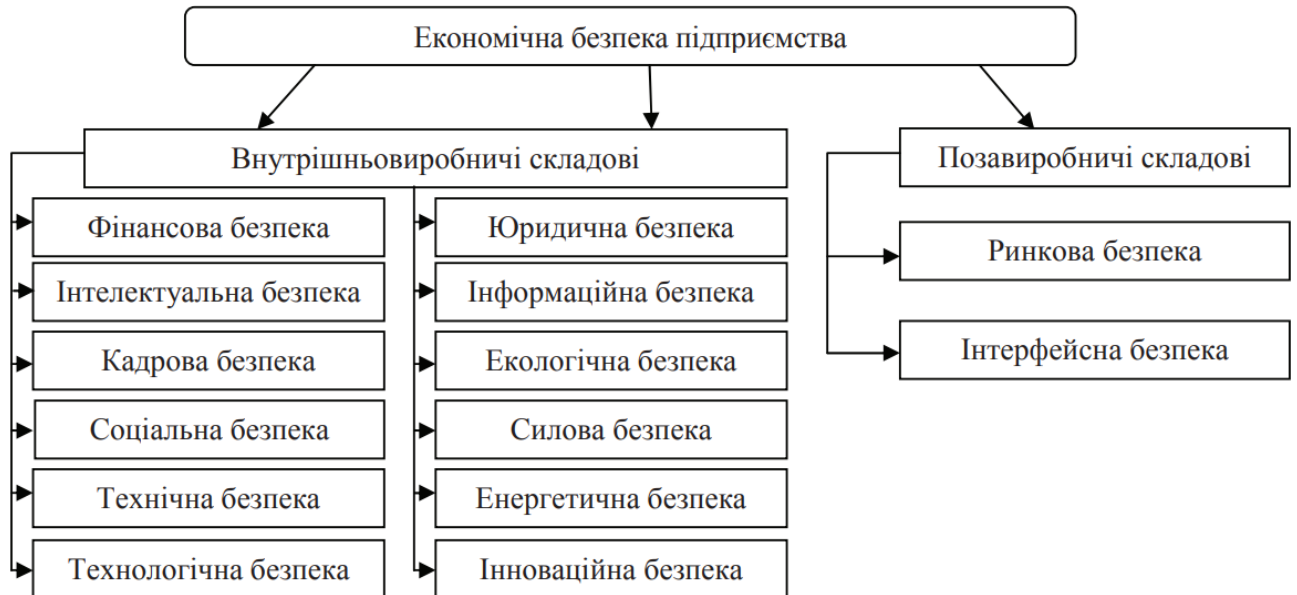 Економічна безпека підприємства
Внутрішньовиробничі складові
Позавиробничі складові
Фінансова безпека
Юридична безпека
Ринкова безпека
Інтелектуальна безпека
Інформаційна безпека
Кадрова безпека
Екологічна безпека
Інтерфейсна безпека
Соціальна безпека
Силова безпека
Технічна безпека
Енергетична безпека
Технологічна безпека
Інноваційна безпека